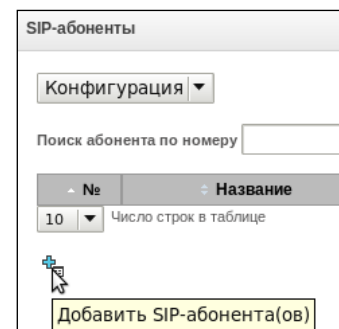 SIP-абоненты
Конфигурация
Поиск абонента по номеру
№ Название
10 Число строк в таблице
Добавить SIP-абонента(ов)